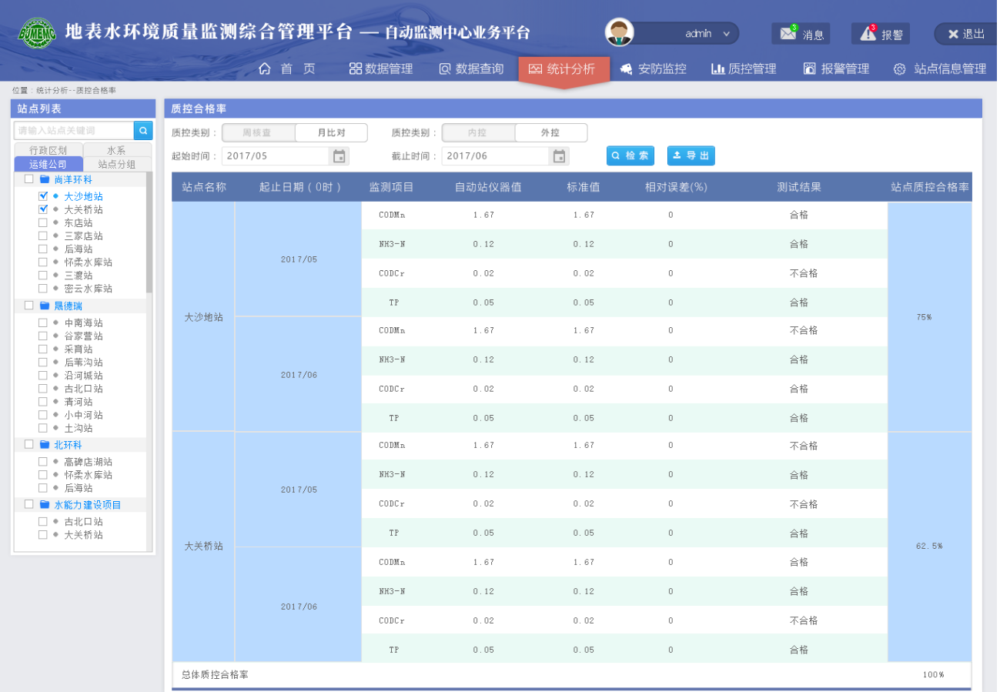 BOMEMC 地表水环境质量监测综合管理平台 — 自动监测中心业务平台 admin 3 消息 3 报警 退出
首 页 数据管理 数据查询 统计分析 安防监控 质控管理 报警管理 站点信息管理
位置：统计分析--质控合格率
站点列表
请输入站点关键词
行政区划 水系
运维公司 站点分组
尚洋环科
大沙地站
大关桥站
东店站
三家店站
后海站
怀柔水库站
三渡站
密云水库站
晟德瑞
中南海站
谷家营站
采育站
后苇沟站
沿河城站
古北口站
清河站
小中河站
土沟站
北环科
高碑店湖站
怀柔水库站
后海站
水能力建设项目
古北口站
大关桥站
质控合格率
质控类别： 周核查 月比对 质控类别： 内控 外控
起始时间： 2017/05 截止时间： 2017/06 检 索 导 出
站点名称 起止日期（0时） 监测项目 自动站仪器值 标准值 相对误差(%) 测试结果 站点质控合格率
大沙地站 2017/05 CODMn 1.67 1.67 0 合格 75%
NH3-N 0.12 0.12 0 合格
CODCr 0.02 0.02 0 不合格
TP 0.05 0.05 0 合格
2017/06 CODMn 1.67 1.67 0 不合格
NH3-N 0.12 0.12 0 合格
CODCr 0.02 0.02 0 合格
TP 0.05 0.05 0 合格
大关桥站 2017/05 CODMn 1.67 1.67 0 不合格 62.5%
NH3-N 0.12 0.12 0 合格
CODCr 0.02 0.02 0 不合格
TP 0.05 0.05 0 合格
2017/06 CODMn 1.67 1.67 0 合格
NH3-N 0.12 0.12 0 合格
CODCr 0.02 0.02 0 不合格
TP 0.05 0.05 0 合格
总体质控合格率 100%